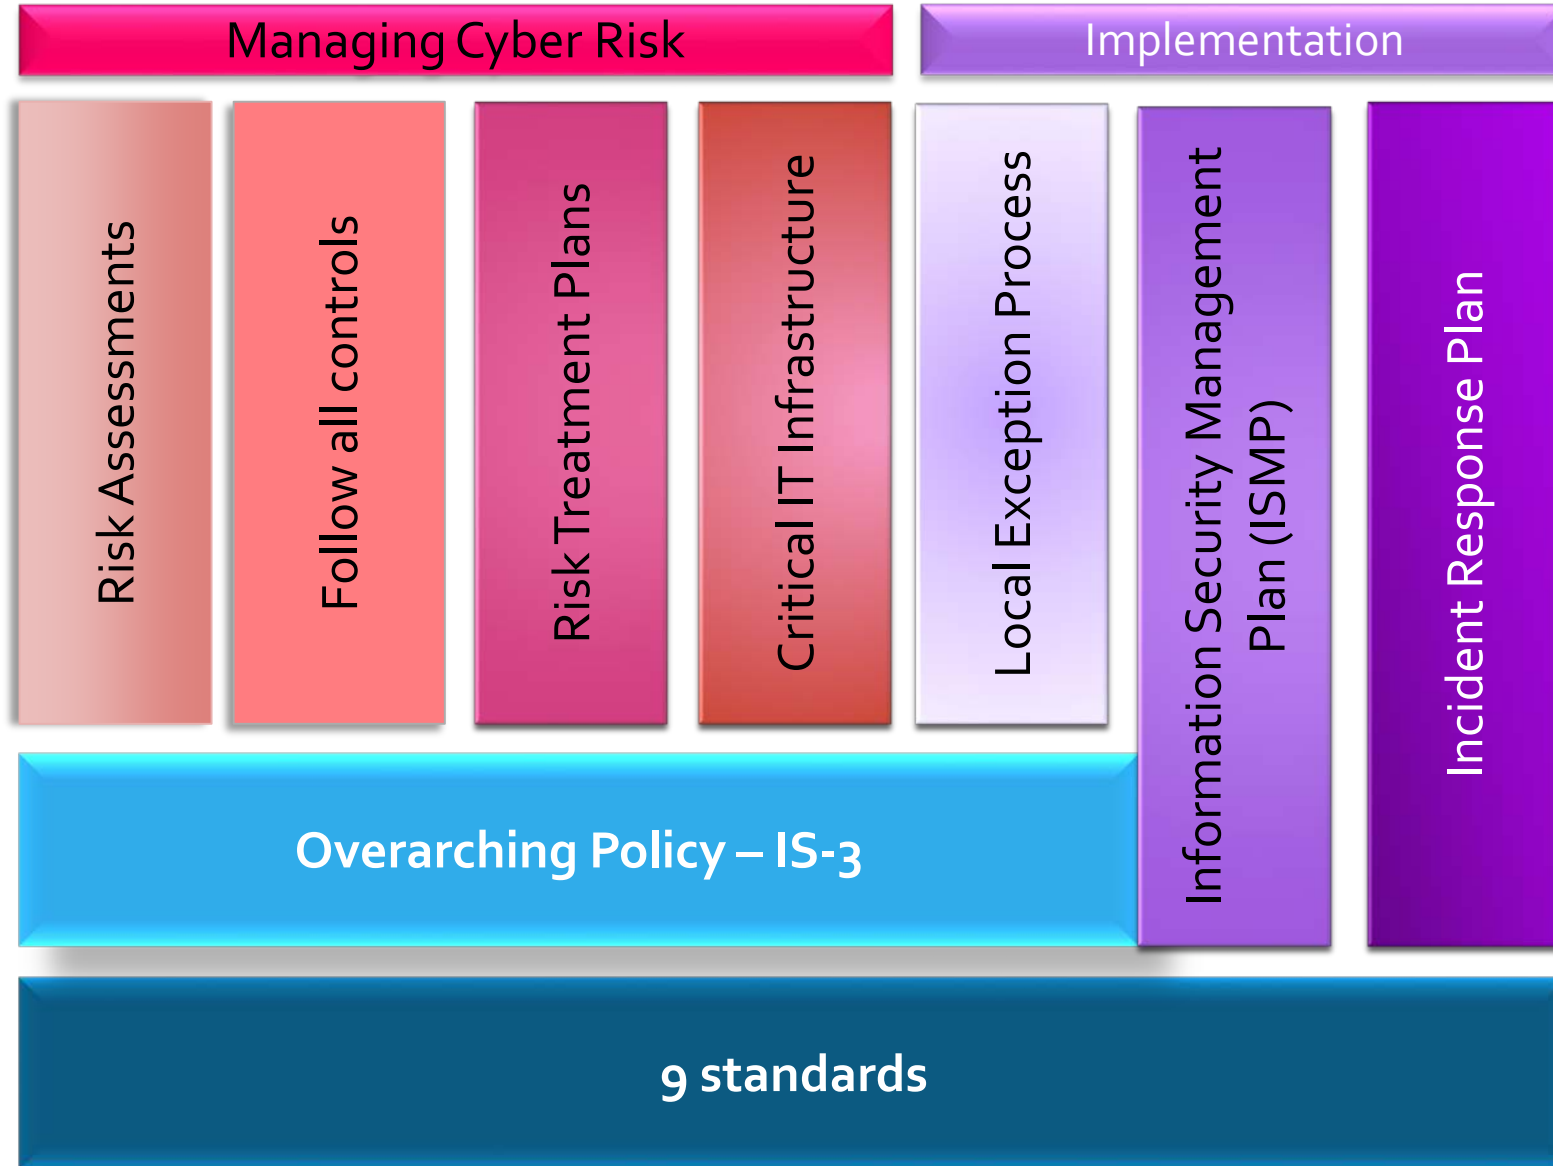 Managing Cyber Risk
Implementation
Risk Assessments
Follow all controls
Risk Treatment Plans
Critical IT Infrastructure
Local Exception Process
Information Security Management
Plan (ISMP)
Incident Response Plan
Overarching Policy – IS-3
9 standards